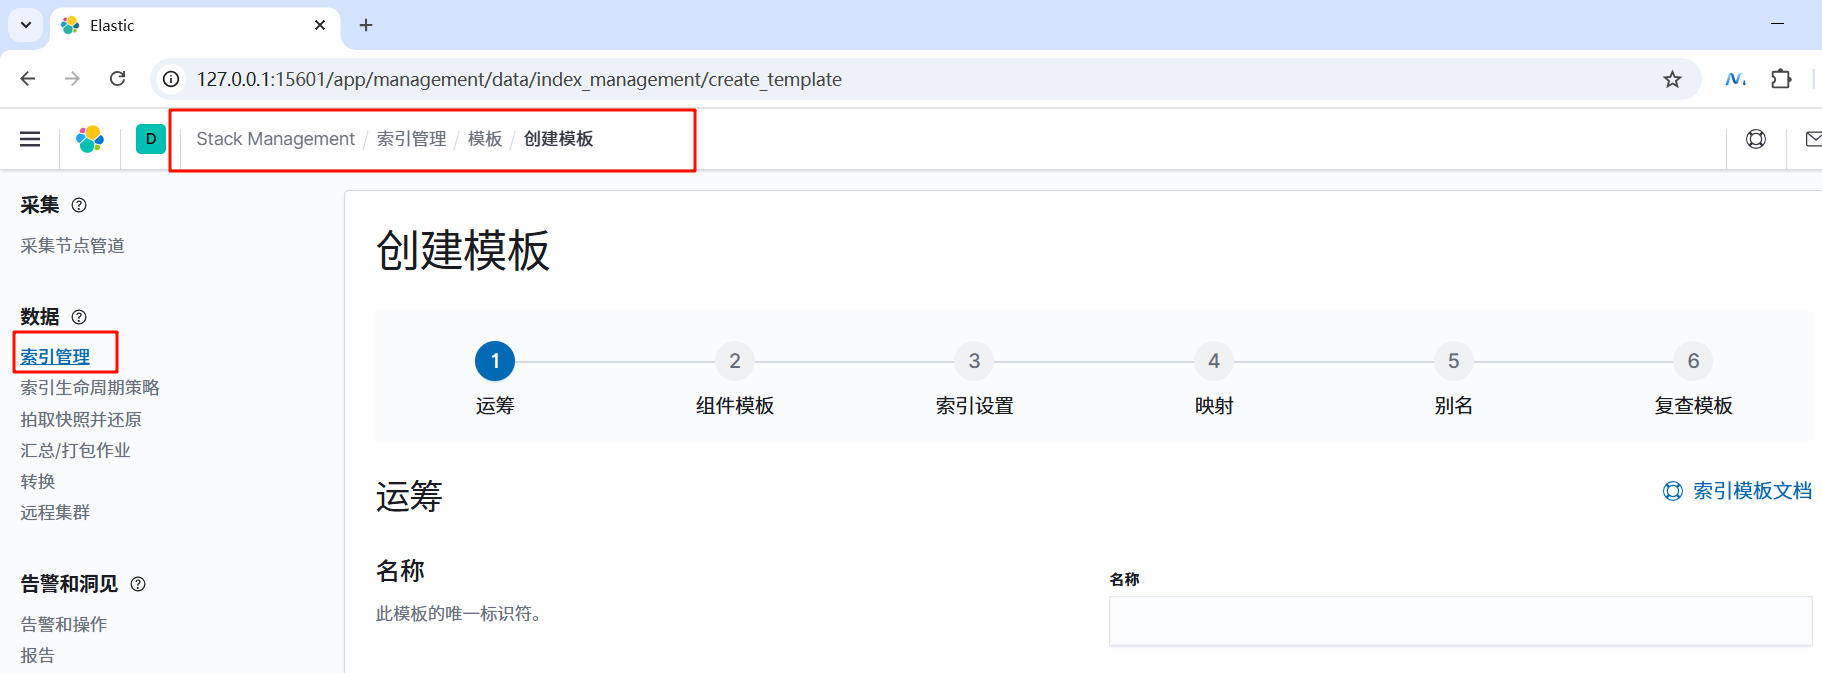 Elastic
127.0.0.1:15601/app/management/data/index_management/create_template
D Stack Management / 索引管理 / 模板 / 创建模板
采集
采集节点管道
数据
索引管理
索引生命周期策略
拍取快照并还原
汇总/打包作业
转换
远程集群
告警和洞见
告警和操作
报告
创建模板
1 2 3 4 5 6
运筹 组件模板 索引设置 映射 别名 复查模板
运筹
索引模板文档
名称
此模板的唯一标识符。
名称